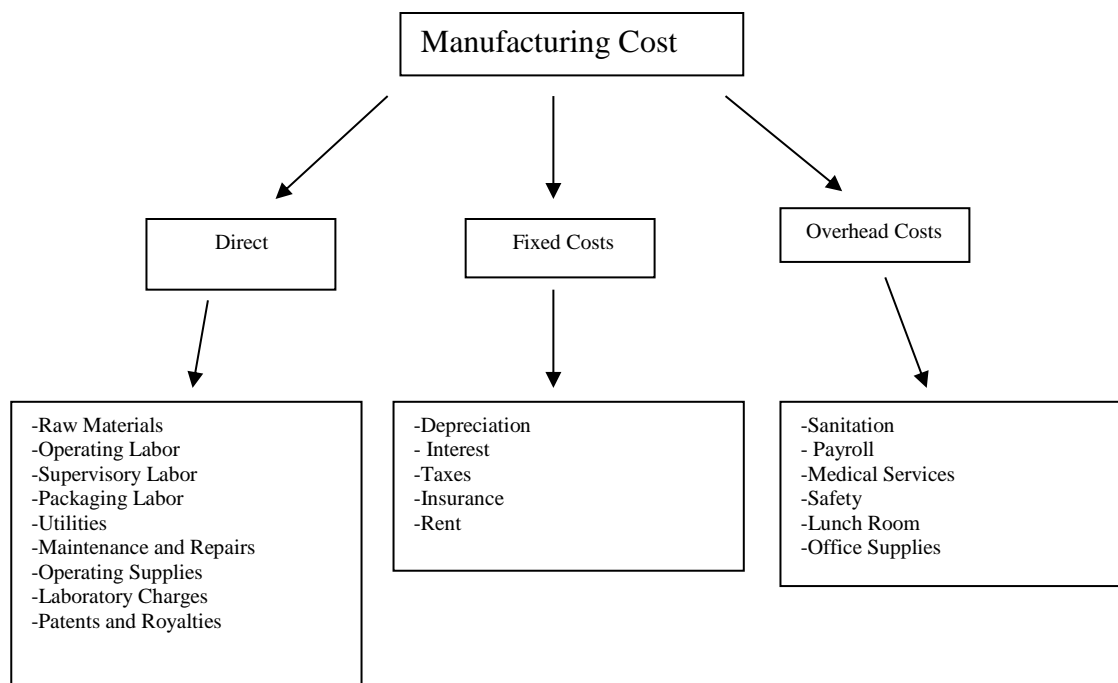 Manufacturing Cost
Direct
Fixed Costs
Overhead Costs
-Raw Materials
-Operating Labor
-Supervisory Labor
-Packaging Labor
-Utilities
-Maintenance and Repairs
-Operating Supplies
-Laboratory Charges
-Patents and Royalties
-Depreciation
- Interest
-Taxes
-Insurance
-Rent
-Sanitation
- Payroll
-Medical Services
-Safety
-Lunch Room
-Office Supplies